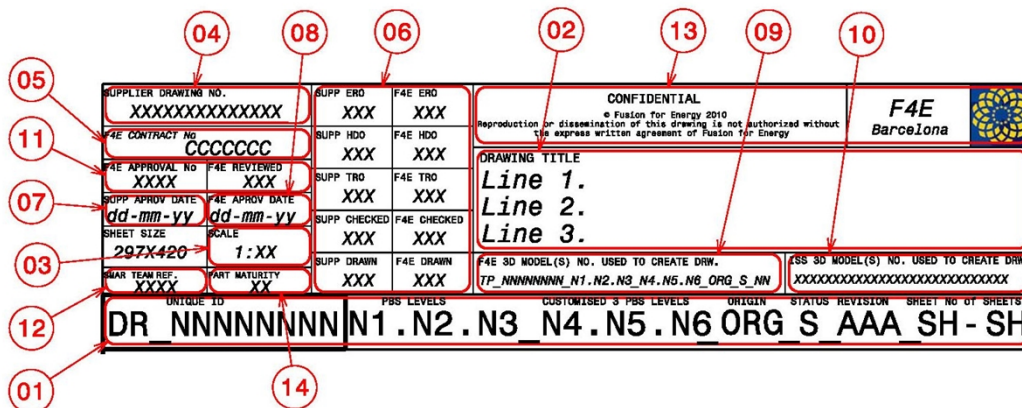 04 08 06 02 13 09 10
05
11
07
03
12
01
14
SUPPLIER DRAWING NO.
XXXXXXXXXXXXXX
F4E CONTRACT No
CCCCCCC
F4E APPROVAL No F4E REVIEWED
XXXX XXX
SUPP APROV DATE F4E APROV DATE
dd-mm-yy dd-mm-yy
SHEET SIZE SCALE
297X420 1:XX
SMAR TEAM REF. PART MATURITY
XXXX XX
SUPP ERO F4E ERO
XXX XXX
SUPP HDO F4E HDO
XXX XXX
SUPP TRO F4E TRO
XXX XXX
SUPP CHECKED F4E CHECKED
XXX XXX
SUPP DRAWN F4E DRAWN
XXX XXX
CONFIDENTIAL
© Fusion for Energy 2010
Reproduction or dissemination of this drawing is not authorized without
the express written agreement of Fusion for Energy
F4E
Barcelona
DRAWING TITLE
Line 1.
Line 2.
Line 3.
F4E 3D MODEL(S) NO. USED TO CREATE DRW.
TP_NNNNNNNN_N1.N2.N3_N4.N5.N6_ORG_S_NN
ISS 3D MODEL(S) NO. USED TO CREATE DRW
XXXXXXXXXXXXXXXXXXXXXXXXXXX
UNIQUE ID PBS LEVELS CUSTOMISED 3 PBS LEVELS ORIGIN STATUS REVISION SHEET No of SHEETS
DR_NNNNNNNN N1.N2.N3_N4.N5.N6_ORG_S_AAA_SH-SH